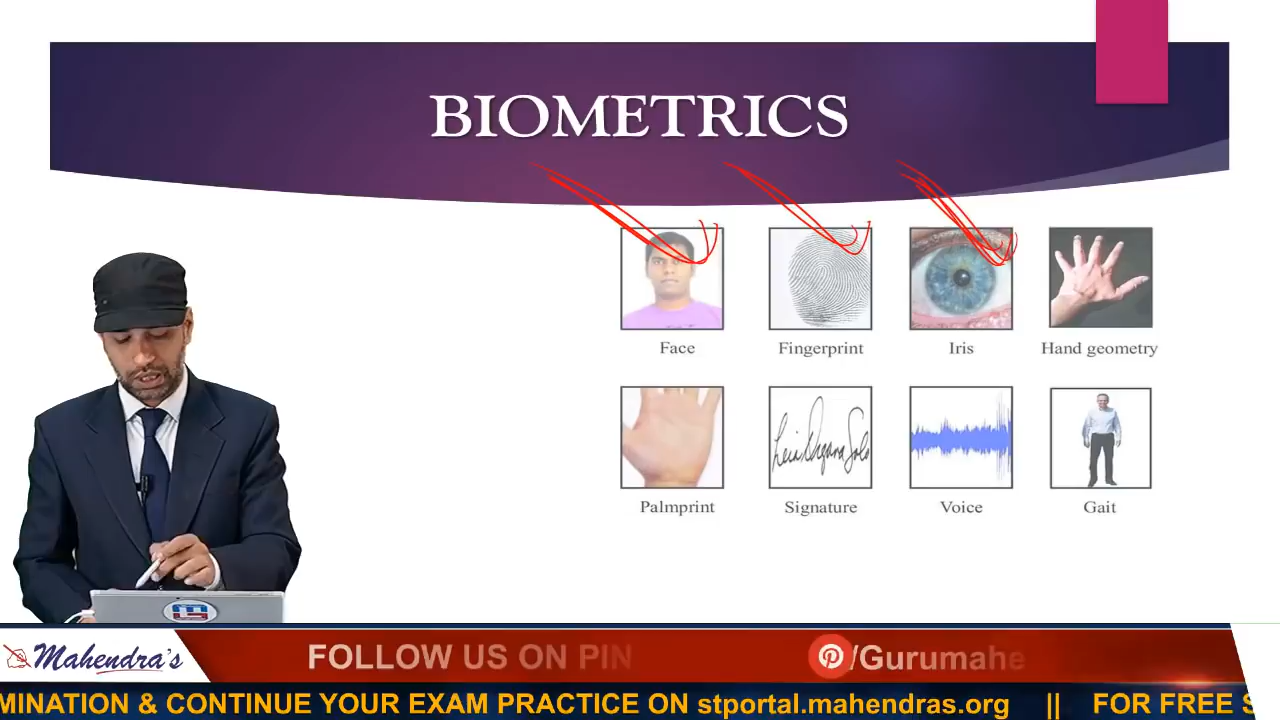 BIOMETRICS
Face Fingerprint Iris Hand geometry
Palmprint Signature Voice Gait
Mahendra's
FOLLOW US ON PIN
/Gurumahe
MINATION & CONTINUE YOUR EXAM PRACTICE ON stportal.mahendras.org || FOR FREE S